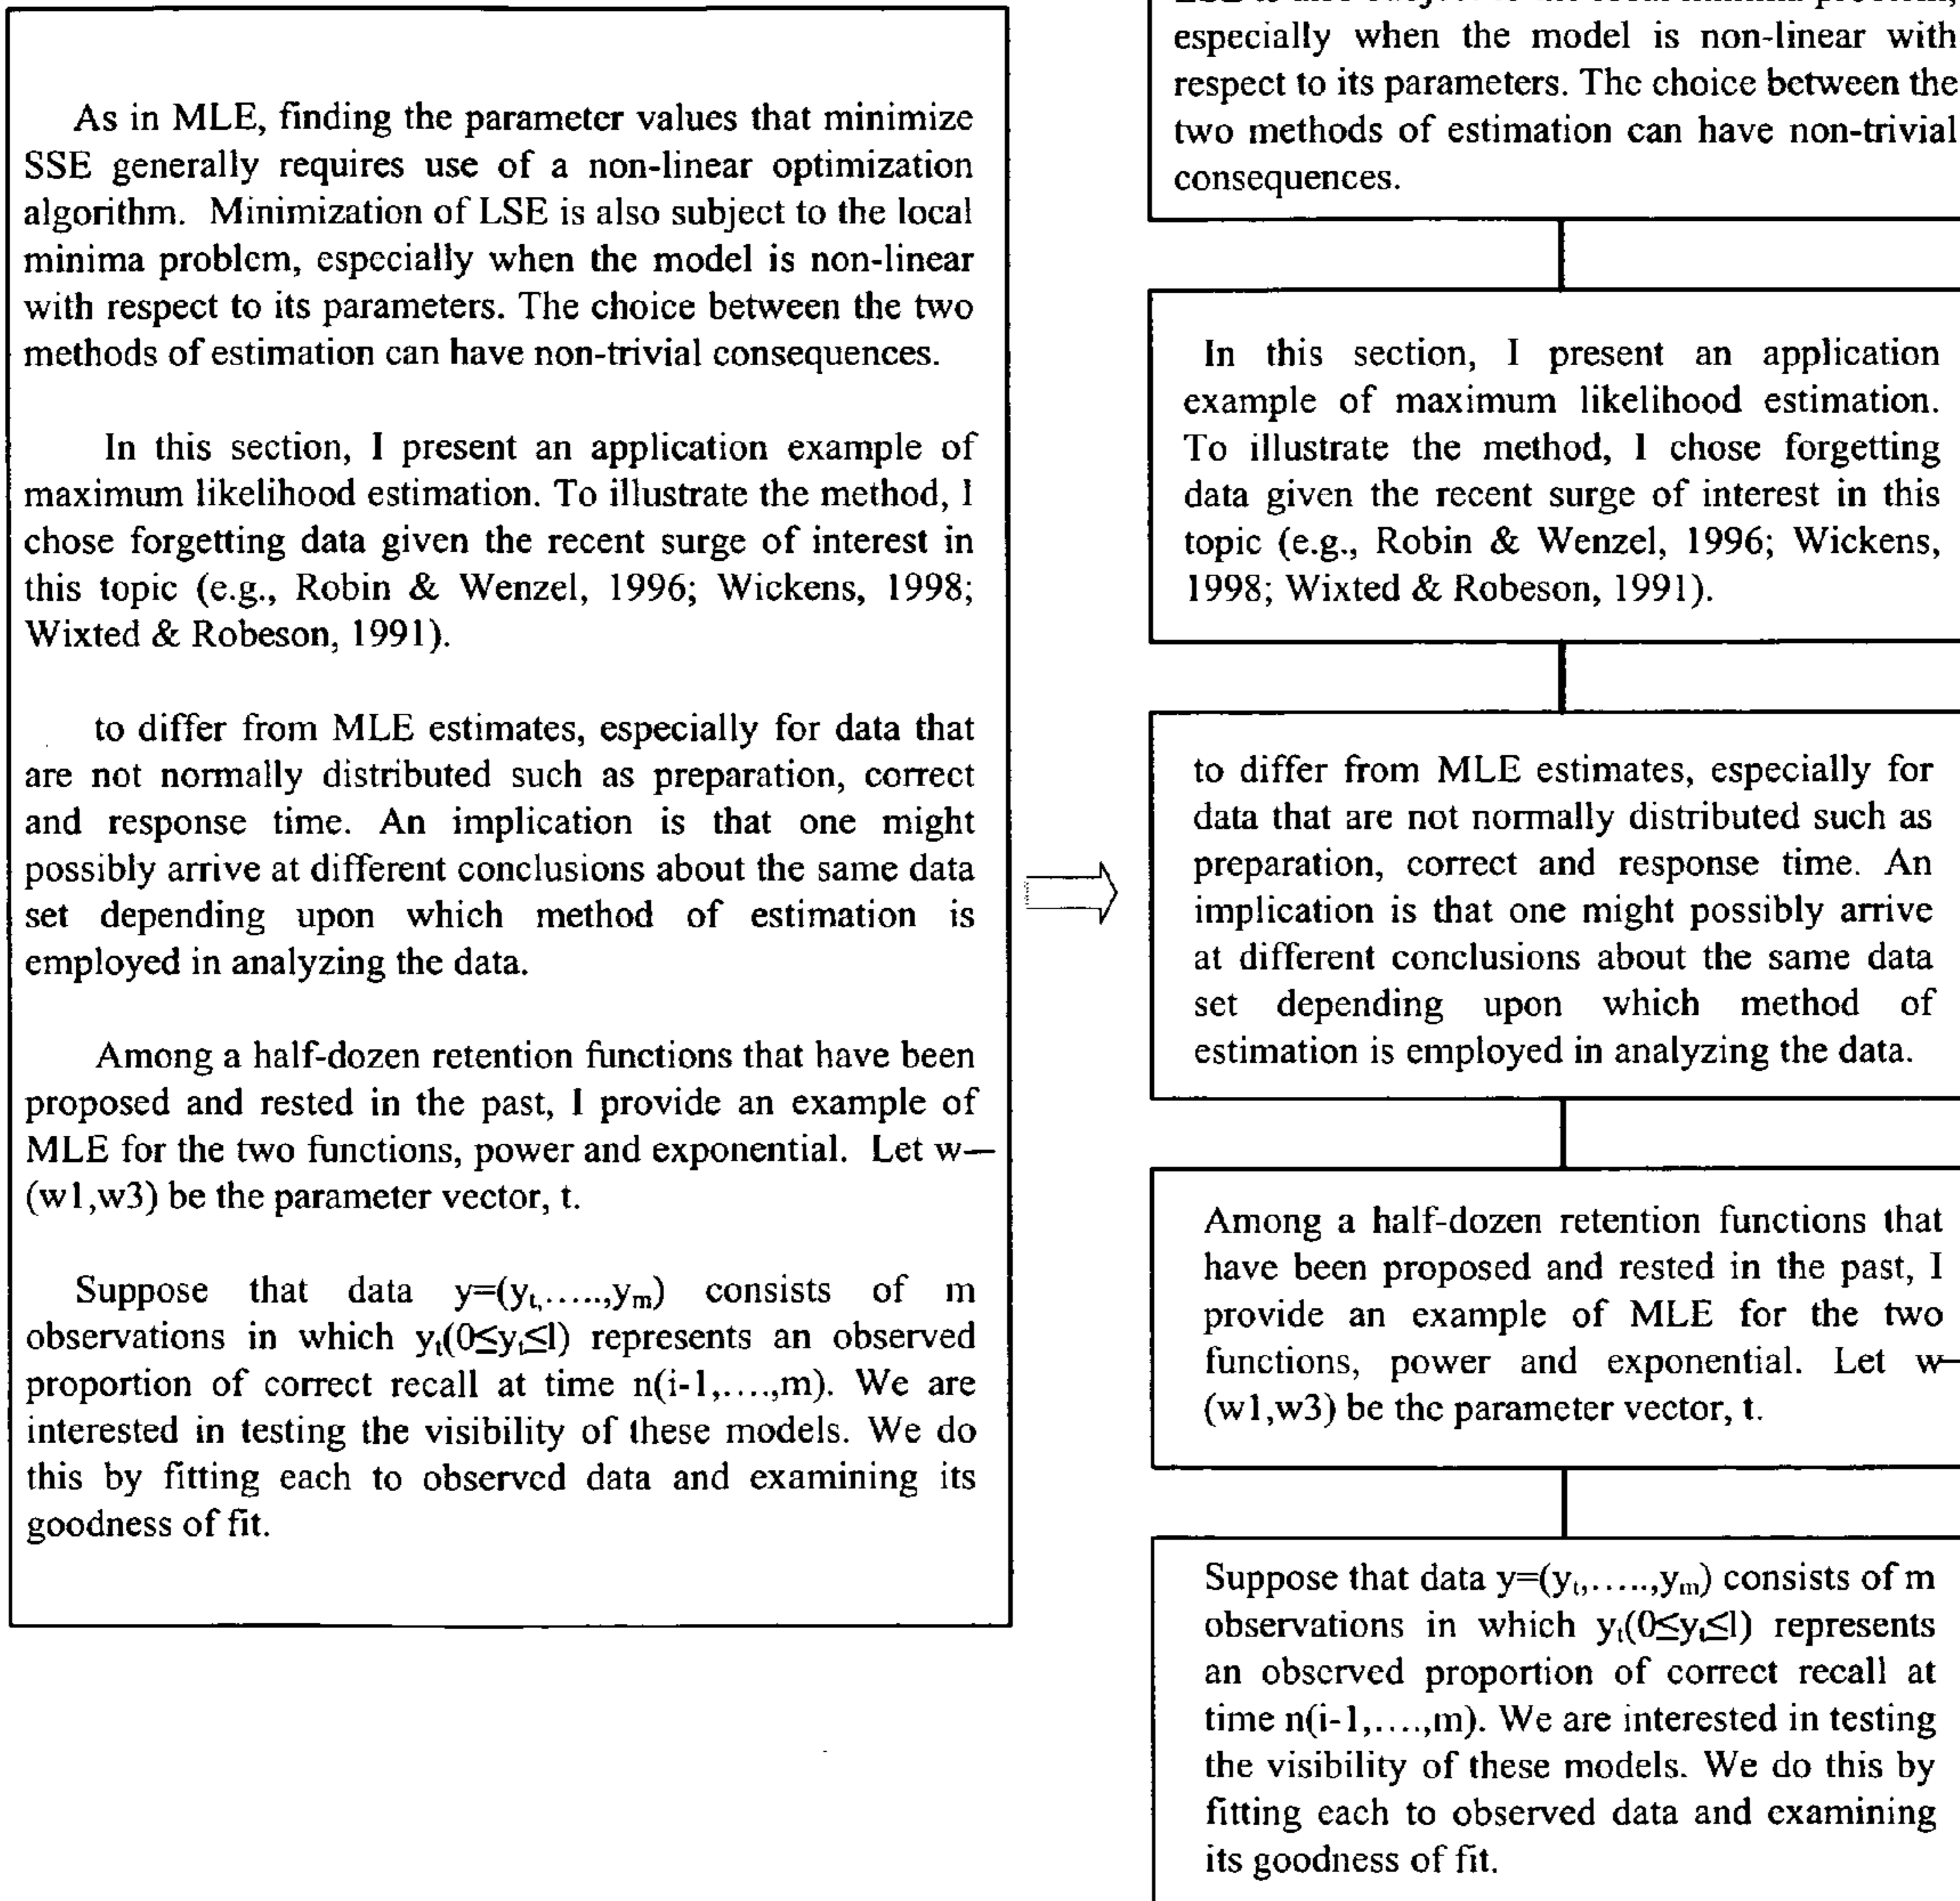 As in MLE, finding the parameter values that minimize
SSE generally requires use of a non-linear optimization
algorithm. Minimization of LSE is also subject to the local
minima problem, especially when the model is non-linear
with respect to its parameters. The choice between the two
methods of estimation can have non-trivial consequences.
In this section, I present an application example of
maximum likelihood estimation. To illustrate the method, I
chose forgetting data given the recent surge of interest in
this topic (e.g., Robin & Wenzel, 1996; Wickens, 1998;
Wixted & Robeson, 1991).
to differ from MLE estimates, especially for data that
are not normally distributed such as preparation, correct
and response time. An implication is that one might
possibly arrive at different conclusions about the same data
set depending upon which method of estimation is
employed in analyzing the data.
Among a half-dozen retention functions that have been
proposed and rested in the past, I provide an example of
MLE for the two functions, power and exponential. Let w—
(w1,w3) be the parameter vector, t.
Suppose that data y=(yt,.....,ym) consists of m
observations in which yt(0≤yt≤l) represents an observed
proportion of correct recall at time n(i-1,....,m). We are
interested in testing the visibility of these models. We do
this by fitting each to observed data and examining its
goodness of fit.
especially when the model is non-linear with
respect to its parameters. The choice between the
two methods of estimation can have non-trivial
consequences.
In this section, I present an application
example of maximum likelihood estimation.
To illustrate the method, I chose forgetting
data given the recent surge of interest in this
topic (e.g., Robin & Wenzel, 1996; Wickens,
1998; Wixted & Robeson, 1991).
to differ from MLE estimates, especially for
data that are not normally distributed such as
preparation, correct and response time. An
implication is that one might possibly arrive
at different conclusions about the same data
set depending upon which method of
estimation is employed in analyzing the data.
Among a half-dozen retention functions that
have been proposed and rested in the past, I
provide an example of MLE for the two
functions, power and exponential. Let w—
(w1,w3) be the parameter vector, t.
Suppose that data y=(yt,.....,ym) consists of m
observations in which yt(0≤yt≤l) represents
an observed proportion of correct recall at
time n(i-1,....,m). We are interested in testing
the visibility of these models. We do this by
fitting each to observed data and examining
its goodness of fit.